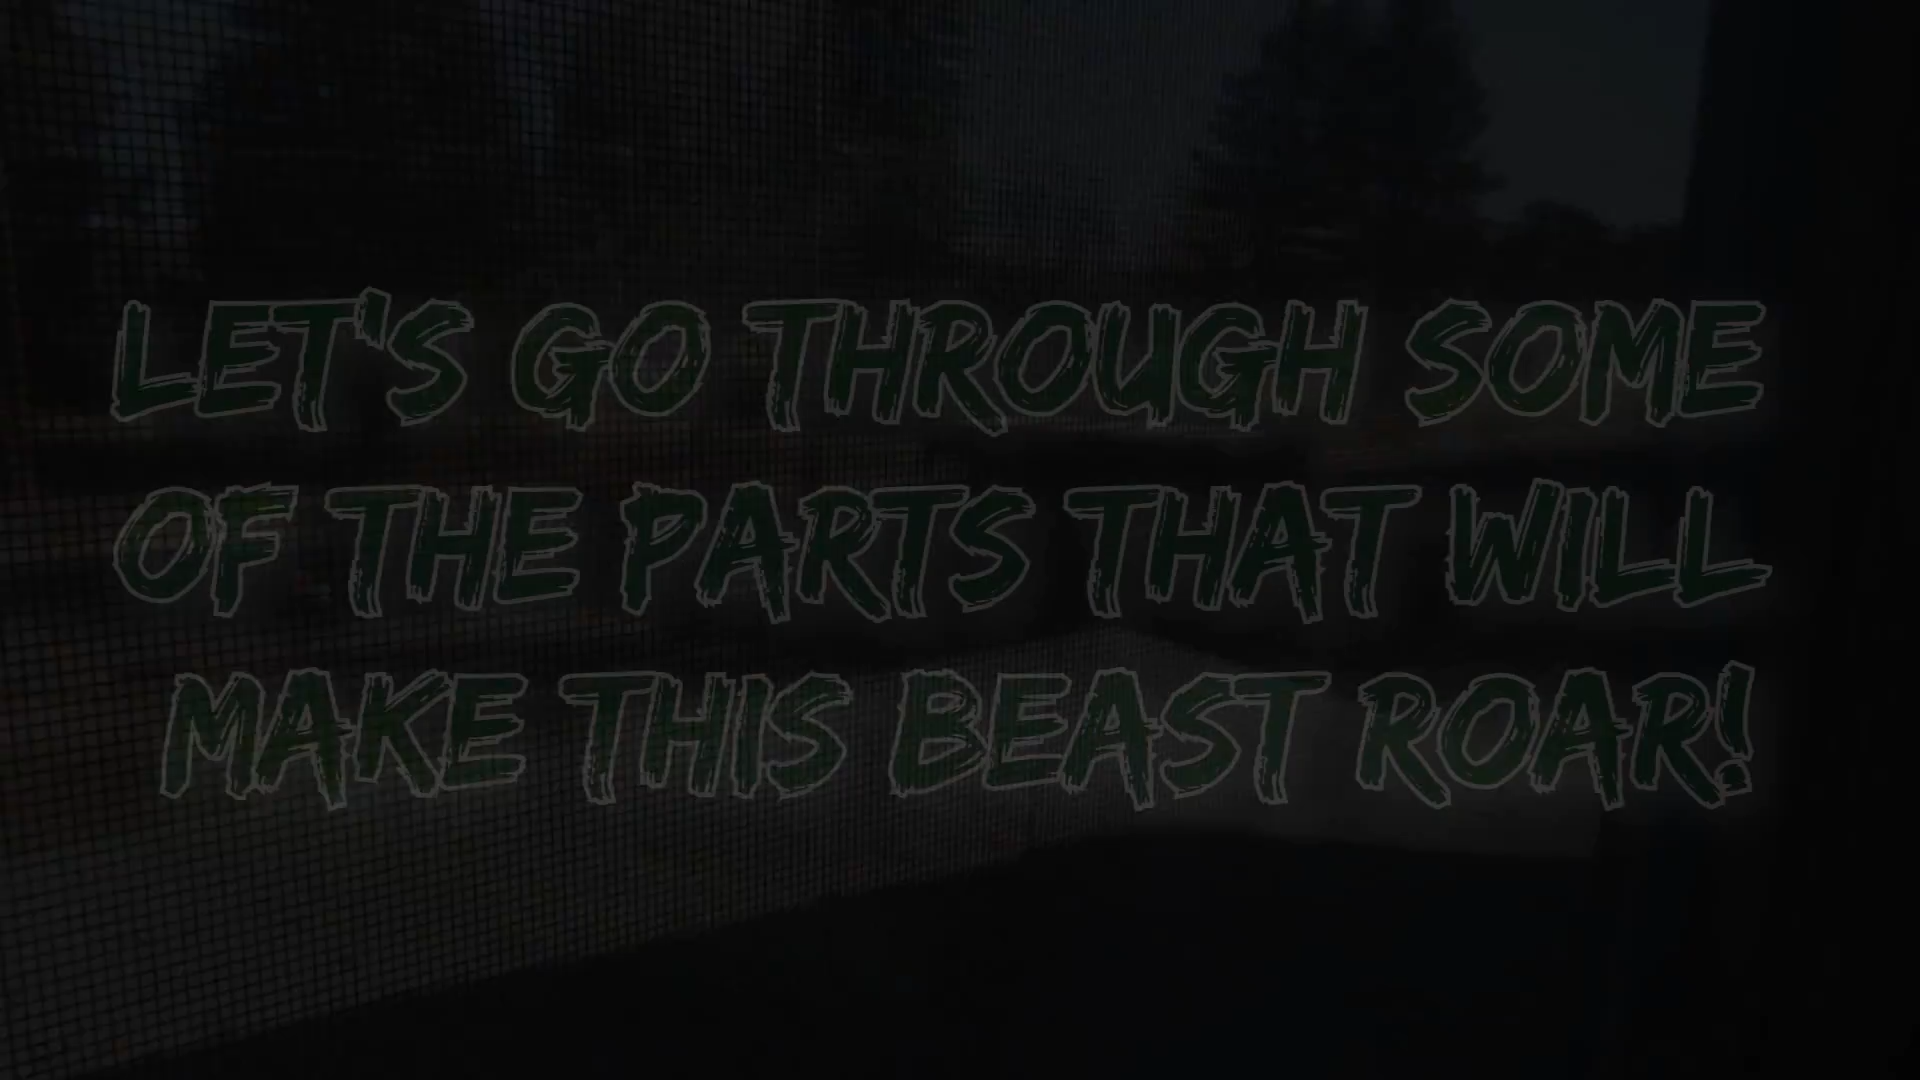 LET'S GO THROUGH SOME
OF THE PARTS THAT WILL
MAKE THIS BEAST ROAR!